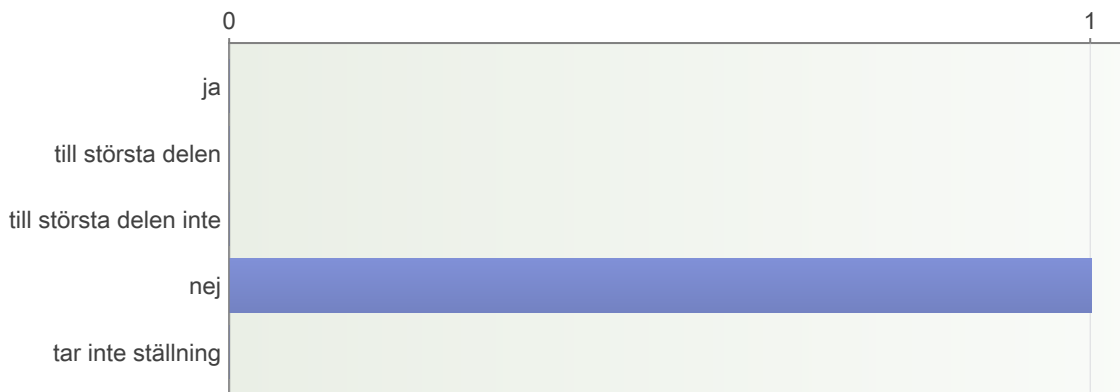 0 1
ja
till största delen
till största delen inte
nej
tar inte ställning